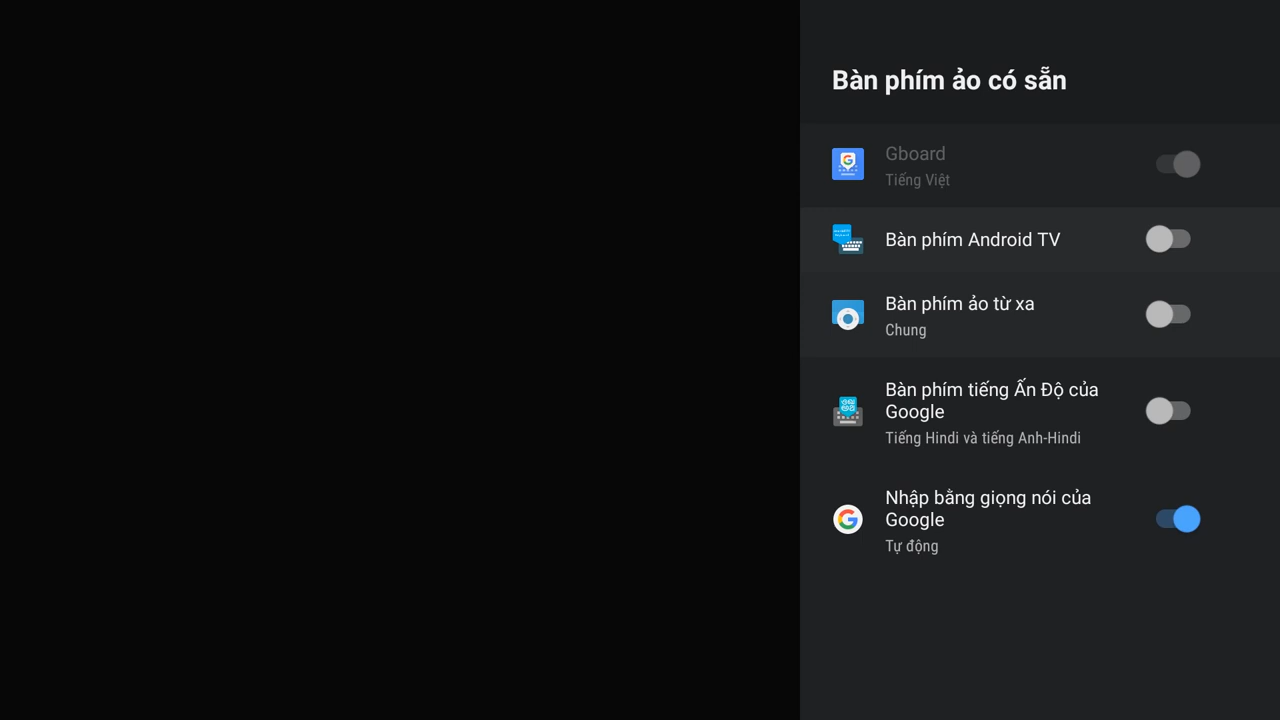 Bàn phím ảo có sẵn
Gboard
Tiếng Việt
Bàn phím Android TV
Bàn phím ảo từ xa
Chung
Bàn phím tiếng Ấn Độ của
Google
Tiếng Hindi và tiếng Anh-Hindi
Nhập bằng giọng nói của
Google
Tự động